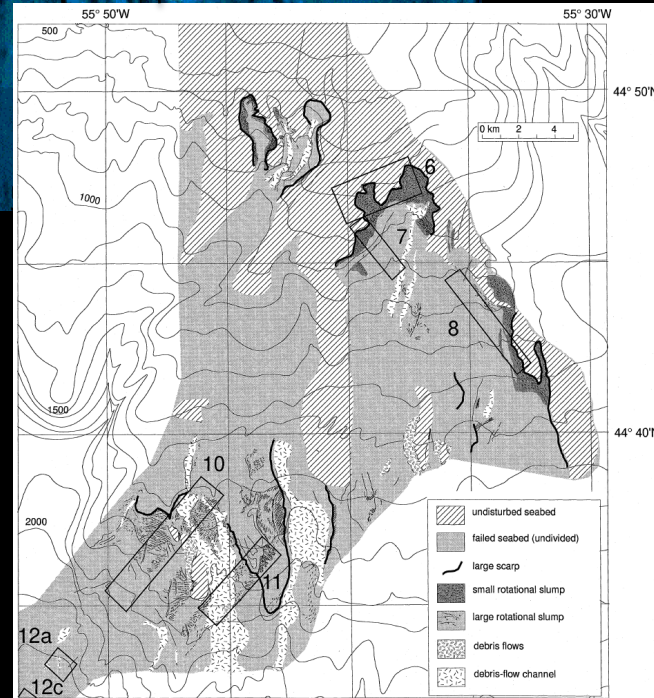 55° 50'W
55° 30'W
500
44° 50'N
0 km 2 4
6
1000
7
8
1500
44° 40'N
10
2000
11
12a
12c
undisturbed seabed
failed seabed (undivided)
large scarp
small rotational slump
large rotational slump
debris flows
debris-flow channel